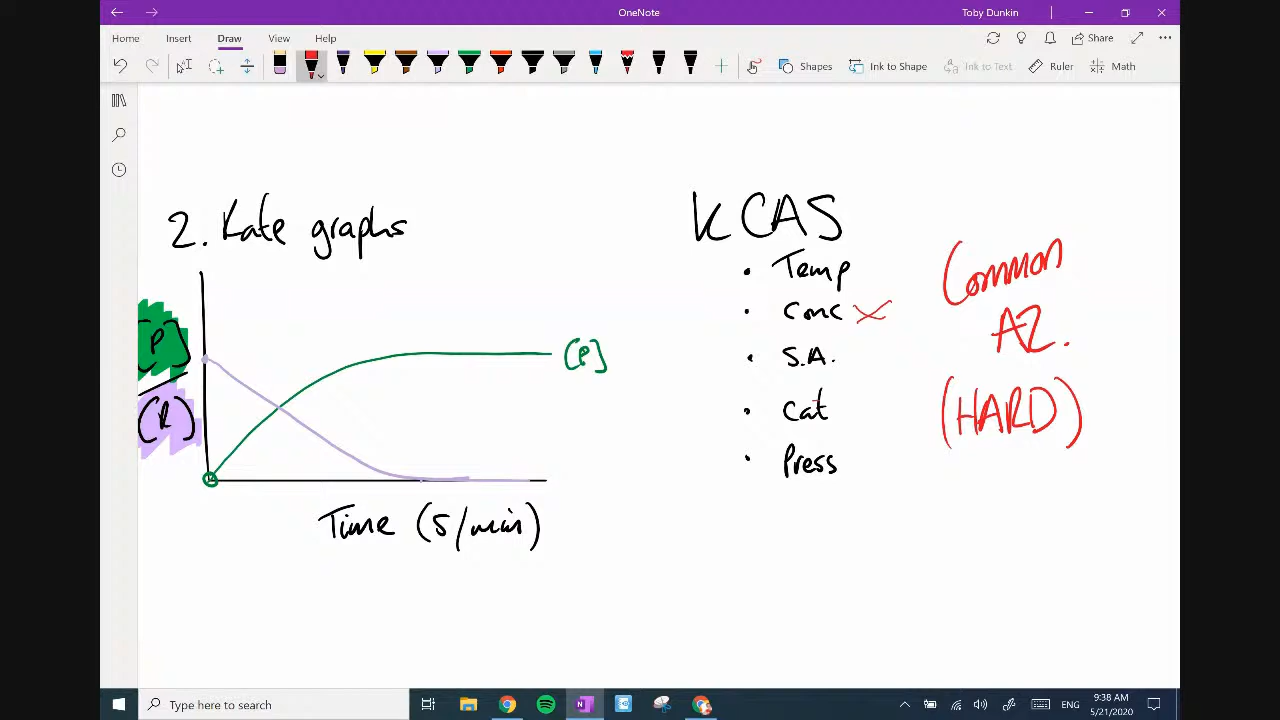 OneNote
Toby Dunkin
Home Insert Draw View Help
Share
Shapes Ink to Shape Ink to Text Ruler Math
2. Rate graphs
[P]
[R]
[P]
Time (s/min)
KCAS
• Temp
• Conc X
• S.A.
• Cat
• Press
Common
AZ.
(HARD)
Type here to search
ENG
9:38 AM
5/21/2020